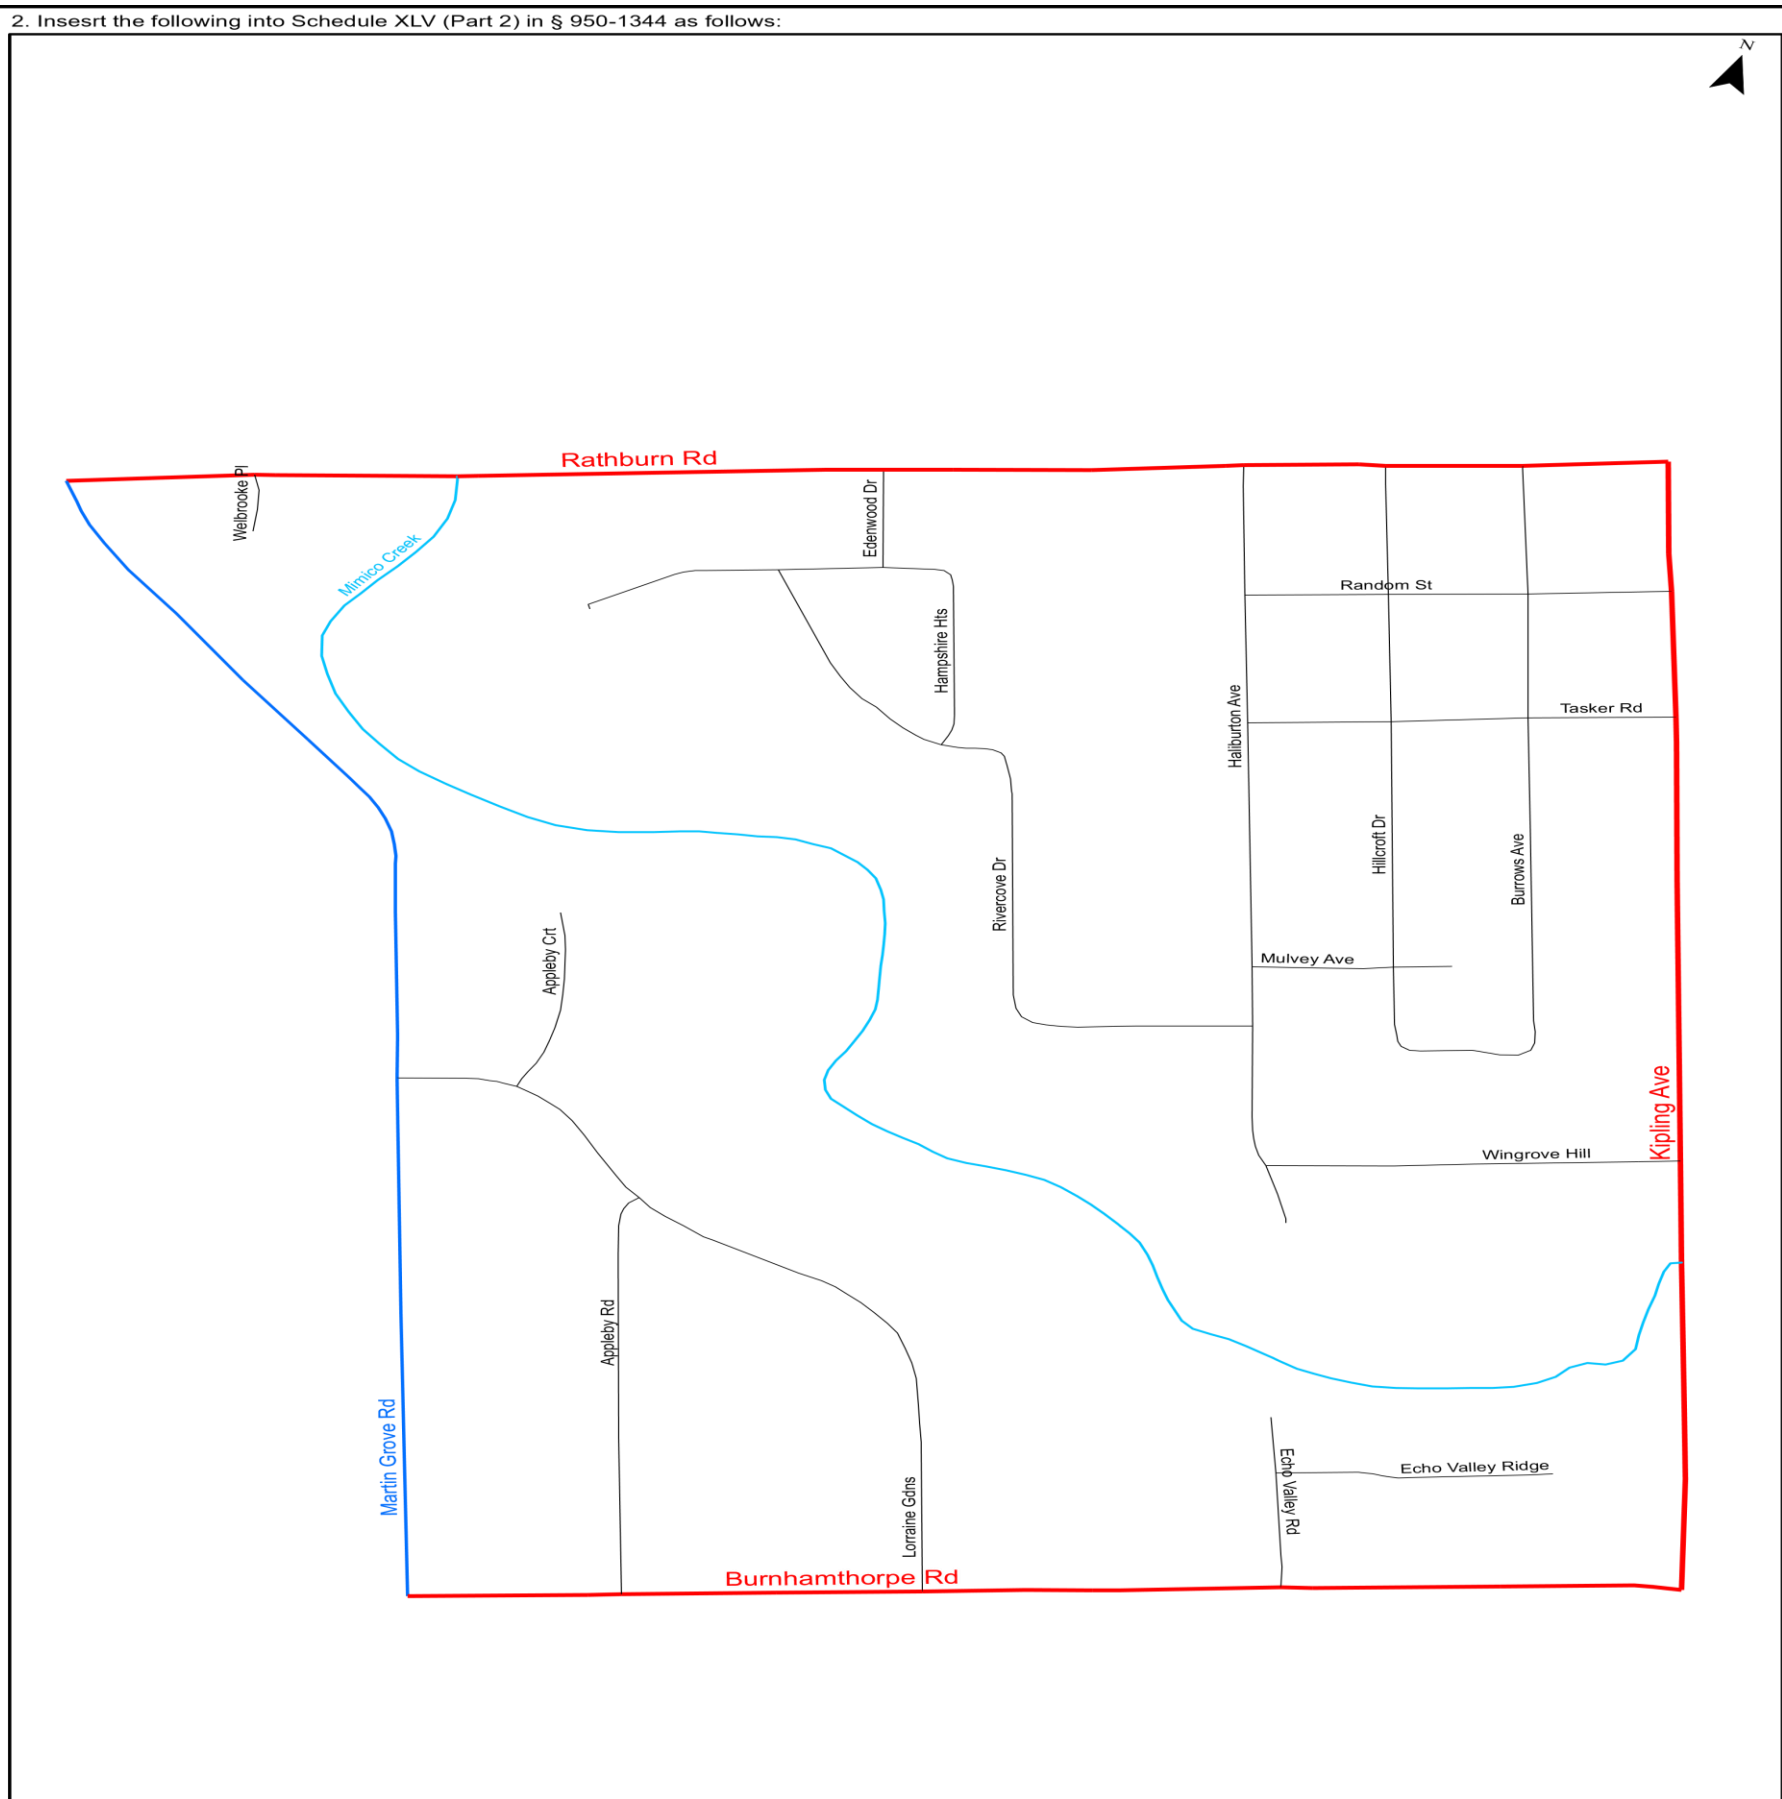 2. Insesrt the following into Schedule XLV (Part 2) in § 950-1344 as follows:
N
Rathburn Rd
Welbrooke Pl
Mimico Creek
Edenwood Dr
Random St
Hampshire Hts
Tasker Rd
Haliburton Ave
Hillcroft Dr
Burrows Ave
Rivercove Dr
Appleby Crt
Mulvey Ave
Kipling Ave
Wingrove Hill
Appleby Rd
Martin Grove Rd
Echo Valley Ridge
Echo Valley Rd
Lorraine Gdns
Burnhamthorpe Rd